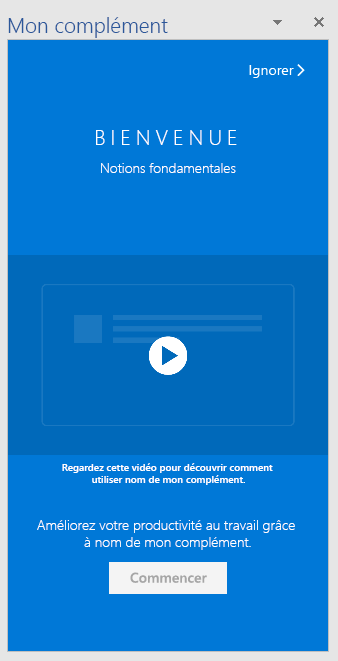 Mon complément
Ignorer
BIENVENUE
Notions fondamentales
Regardez cette vidéo pour découvrir comment
utiliser nom de mon complément.
Améliorez votre productivité au travail grâce
à nom de mon complément.
Commencer